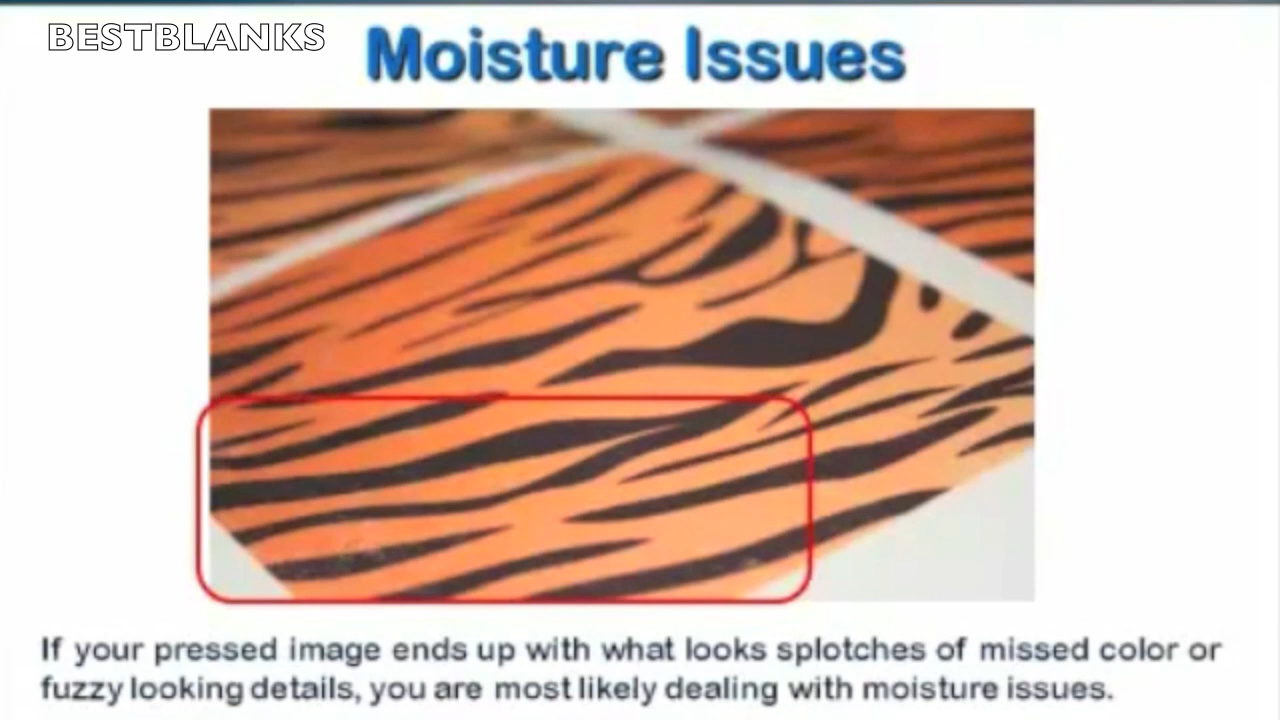 BESTBLANKS
Moisture Issues
If your pressed image ends up with what looks splotches of missed color or
fuzzy looking details, you are most likely dealing with moisture issues.